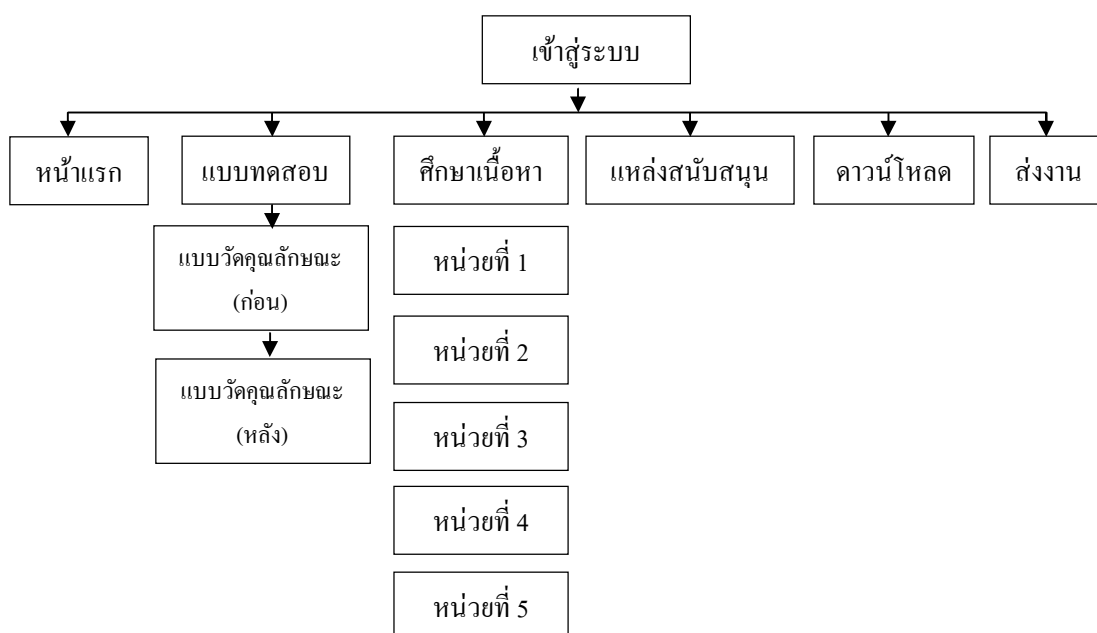 เข้าสู่ระบบ
หน้าแรก
แบบทดสอบ
ศึกษาเนื้อหา
แหล่งสนับสนุน
ดาวน์โหลด
ส่งงาน
แบบวัดคุณลักษณะ
(ก่อน)
แบบวัดคุณลักษณะ
(หลัง)
หน่วยที่ 1
หน่วยที่ 2
หน่วยที่ 3
หน่วยที่ 4
หน่วยที่ 5